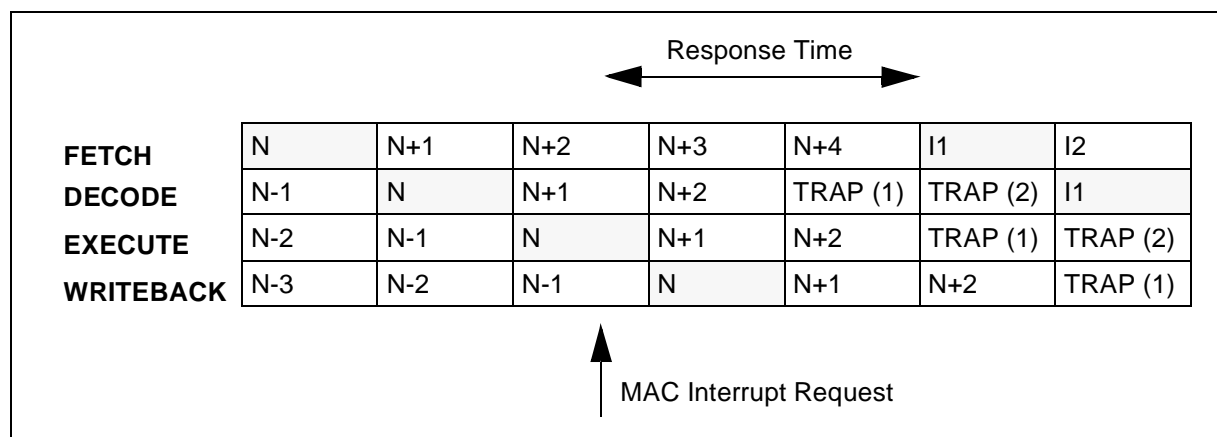 Response Time
FETCH N N+1 N+2 N+3 N+4 I1 I2
DECODE N-1 N N+1 N+2 TRAP (1) TRAP (2) I1
EXECUTE N-2 N-1 N N+1 N+2 TRAP (1) TRAP (2)
WRITEBACK N-3 N-2 N-1 N N+1 N+2 TRAP (1)
MAC Interrupt Request